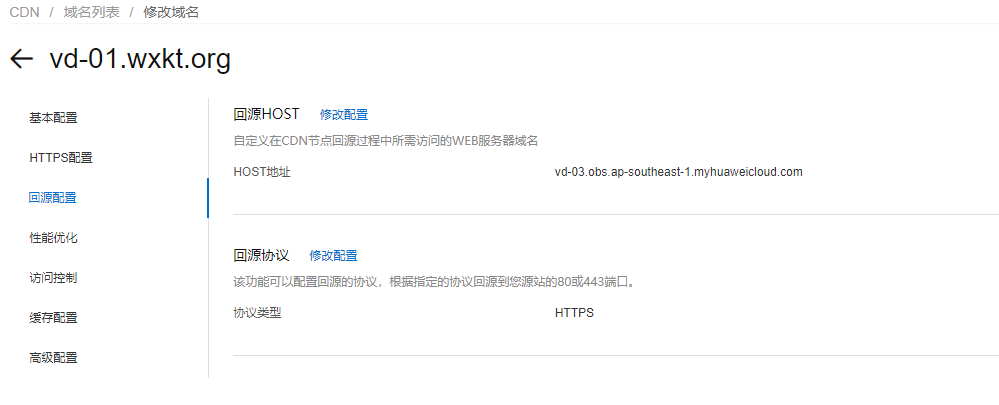 CDN / 域名列表 / 修改域名
← vd-01.wxkt.org
基本配置
HTTPS配置
回源配置
性能优化
访问控制
缓存配置
高级配置
回源HOST 修改配置
自定义在CDN节点回源过程中所需访问的WEB服务器域名
HOST地址 vd-03.obs.ap-southeast-1.myhuaweicloud.com
回源协议 修改配置
该功能可以配置回源的协议，根据指定的协议回源到您源站的80或443端口。
协议类型 HTTPS